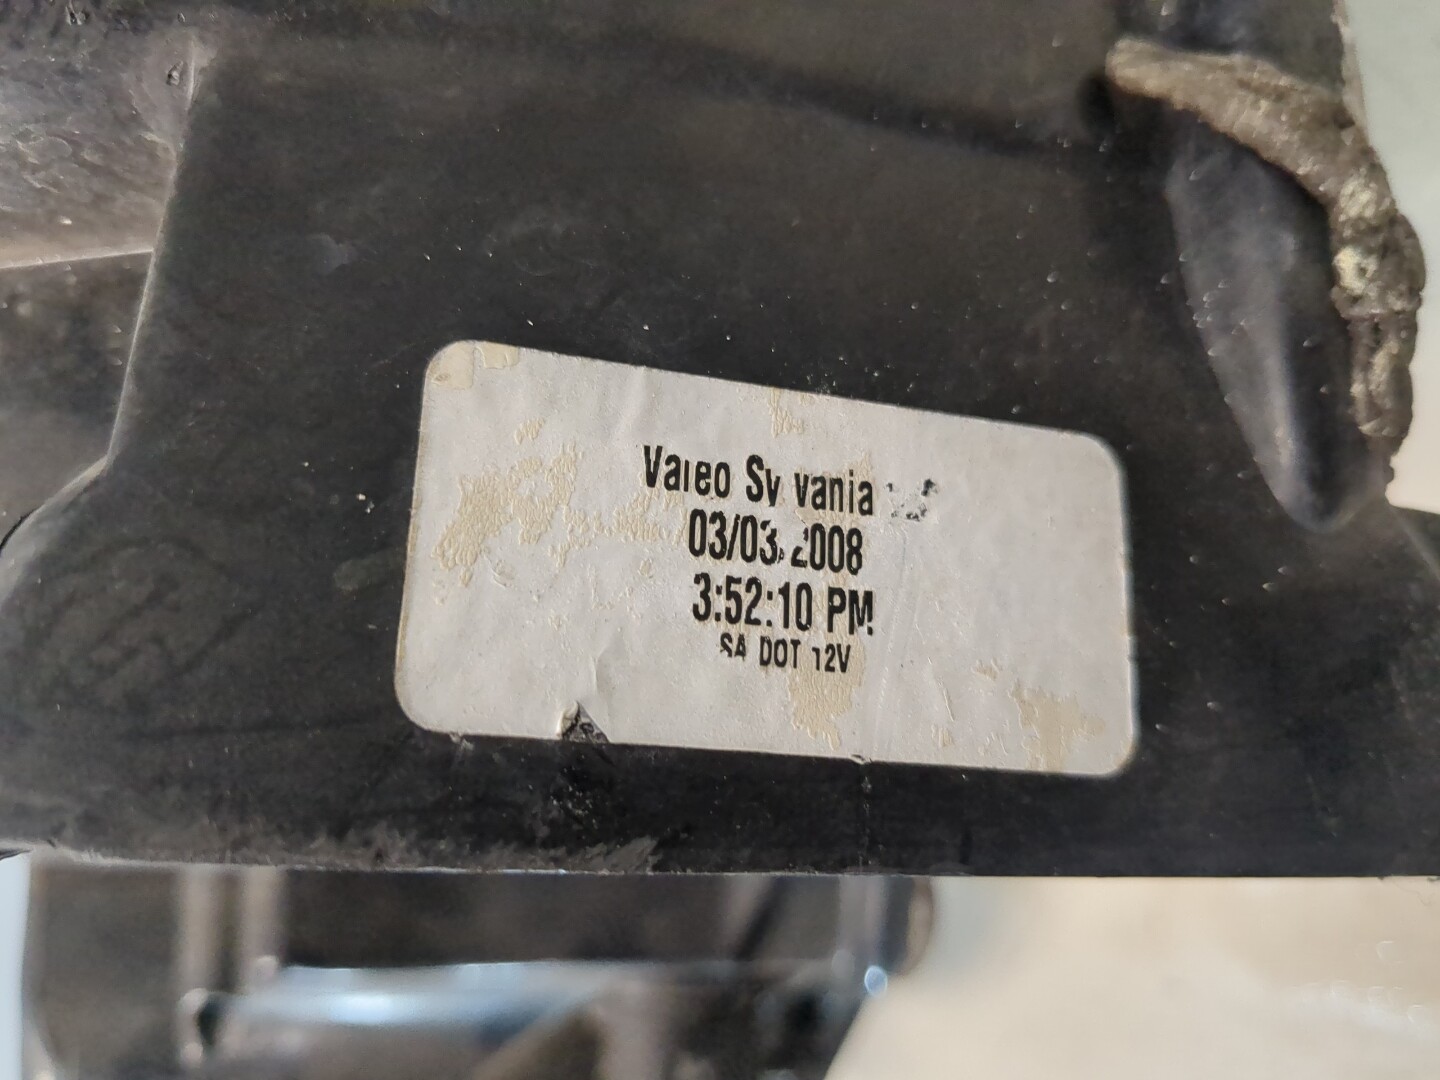 Valeo Sylvania
03/03/2008
3:52:10 PM
SA DOT 12V